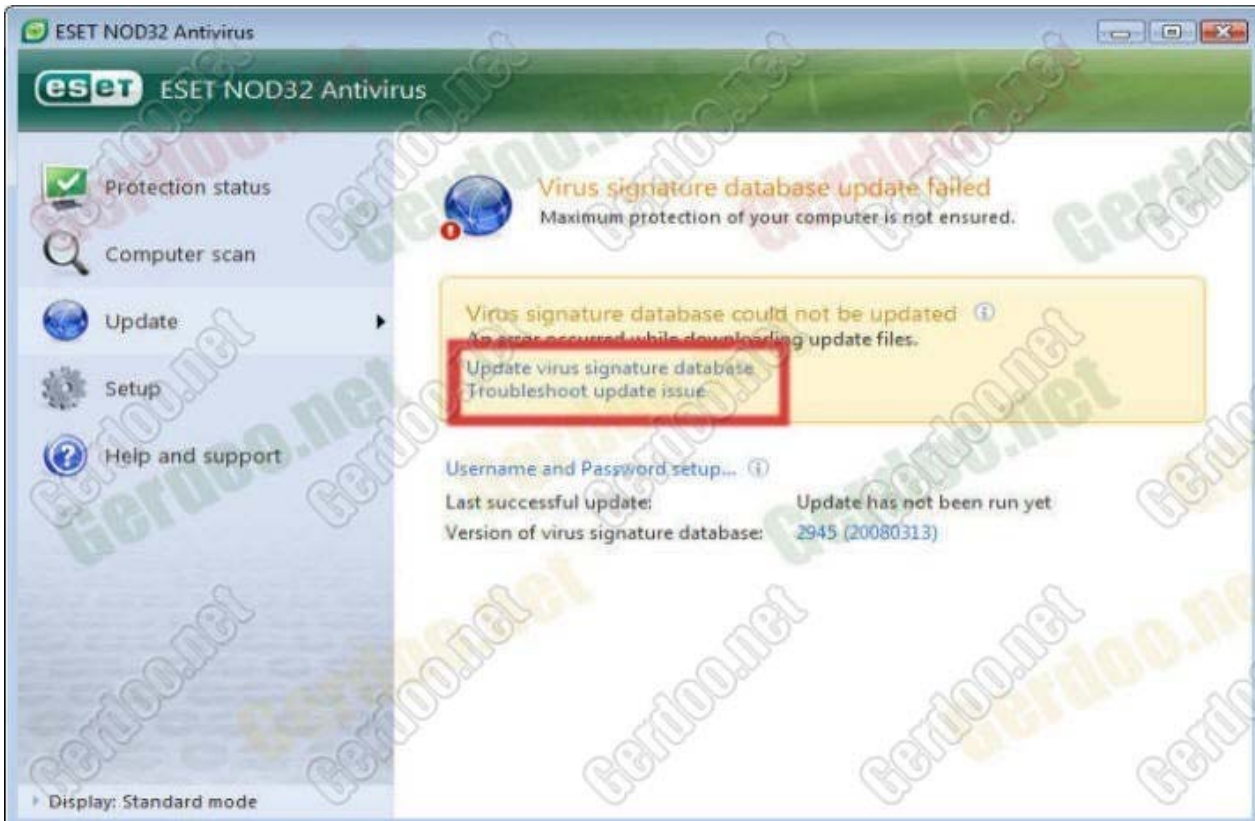 ESET NOD32 Antivirus
eseT ESET NOD32 Antivirus
Protection status
Computer scan
Update
Setup
Help and support
Display: Standard mode
Virus signature database update failed
Maximum protection of your computer is not ensured.
Virus signature database could not be updated
An error occurred while downloading update files.
Update virus signature database
Troubleshoot update issue
Username and Password setup...
Last successful update: Update has not been run yet
Version of virus signature database: 2945 (20080313)
Gerdoo.net